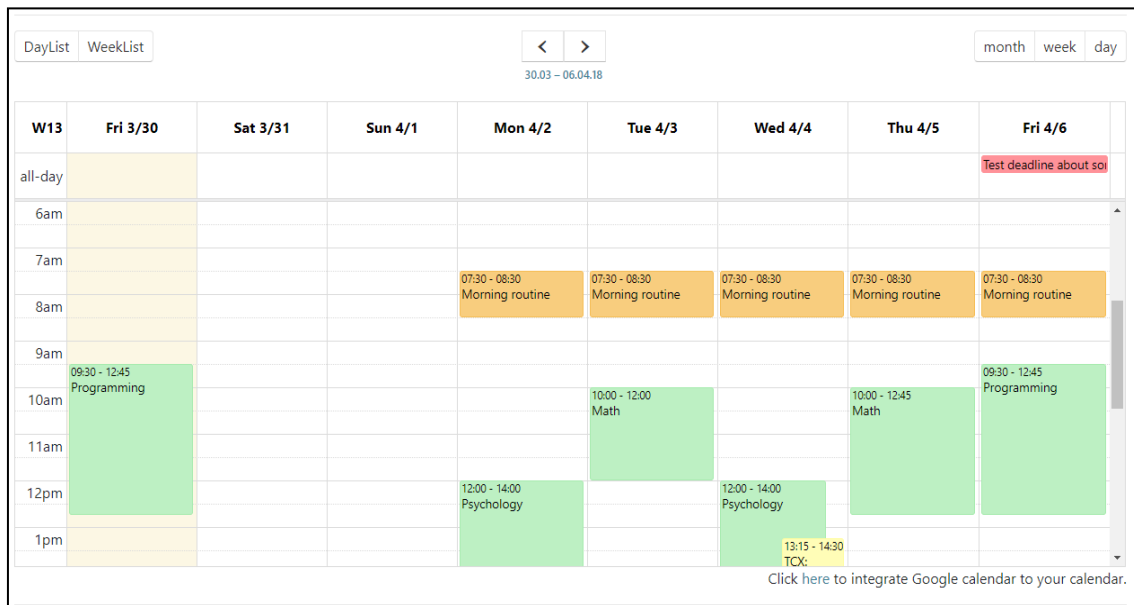 DayList WeekList month week day
30.03 – 06.04.18
W13 Fri 3/30 Sat 3/31 Sun 4/1 Mon 4/2 Tue 4/3 Wed 4/4 Thu 4/5 Fri 4/6
all-day Test deadline about
6am
7am
07:30 - 08:30 07:30 - 08:30 07:30 - 08:30 07:30 - 08:30 07:30 - 08:30
Morning routine Morning routine Morning routine Morning routine Morning routine
8am
9am
09:30 - 12:45 09:30 - 12:45
Programming Programming
10am 10:00 - 12:00 10:00 - 12:45
Math Math
11am
12pm 12:00 - 14:00 12:00 - 14:00
Psychology Psychology
1pm 13:15 - 14:30
TCX:
Click here to integrate Google calendar to your calendar.